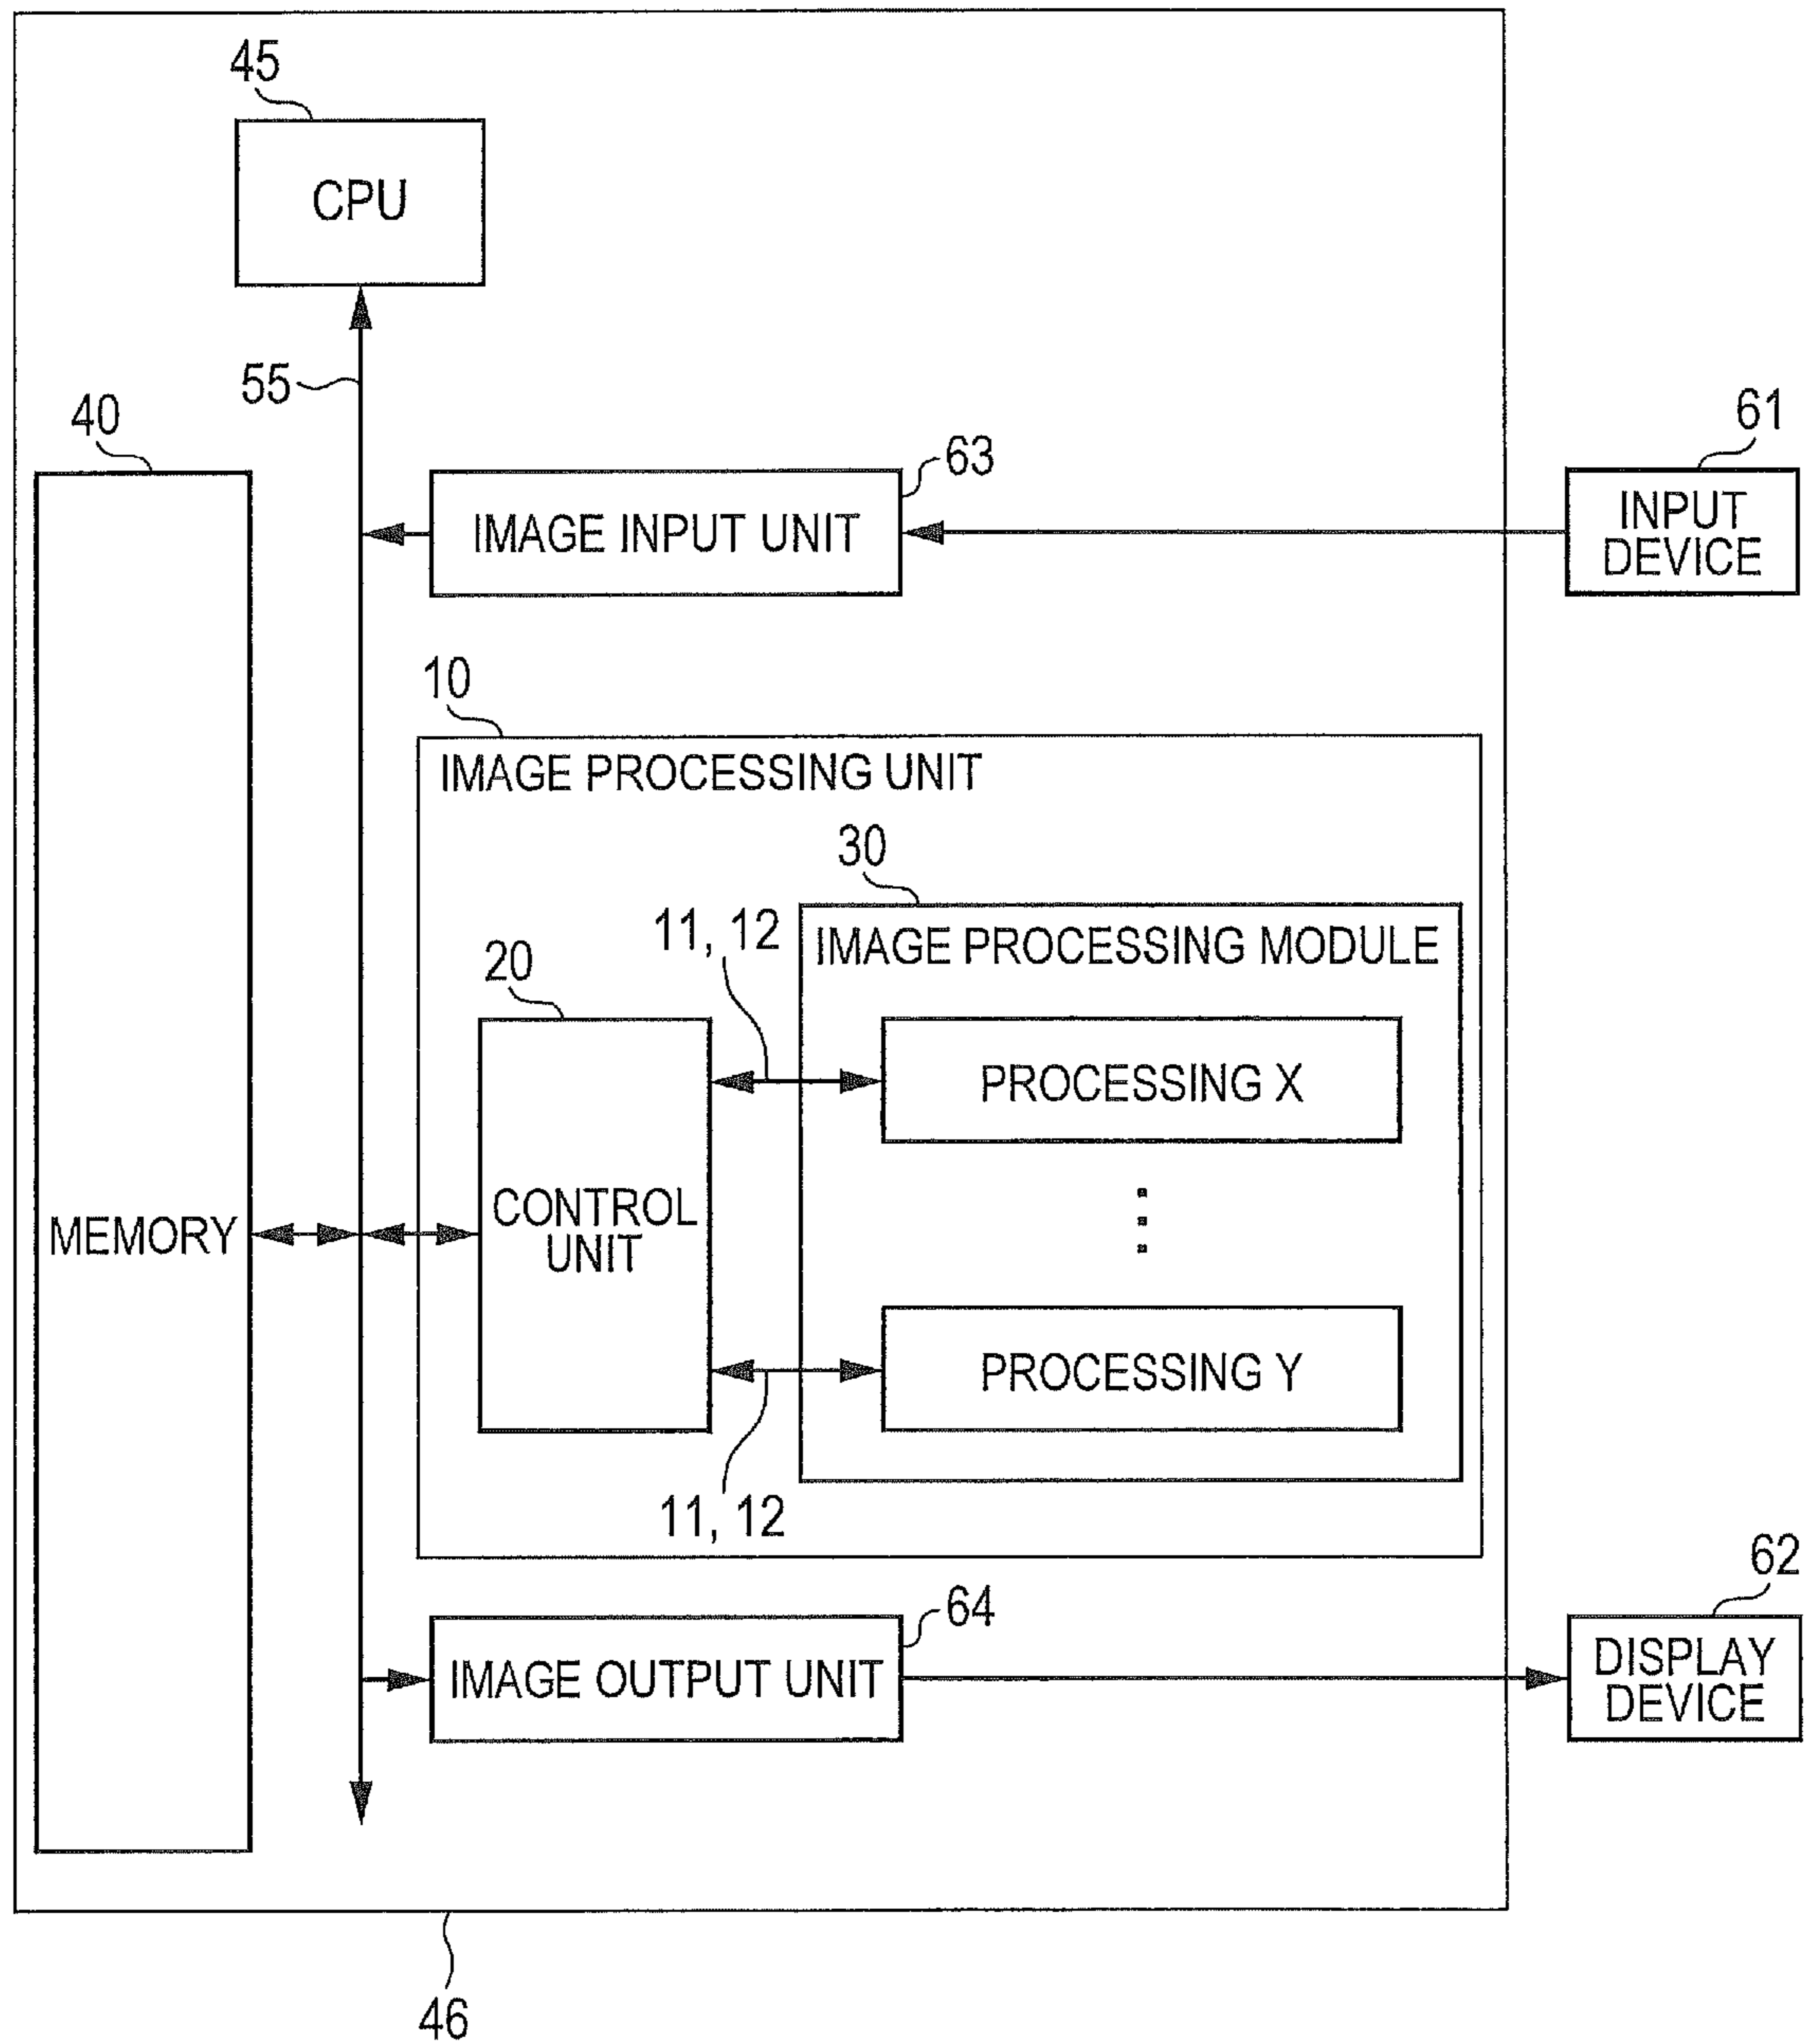 45
CPU
55
40
63
61
IMAGE INPUT UNIT
INPUT
DEVICE
10
IMAGE PROCESSING UNIT
30
11, 12
IMAGE PROCESSING MODULE
20
PROCESSING X
MEMORY
CONTROL
UNIT
PROCESSING Y
11, 12
62
64
IMAGE OUTPUT UNIT
DISPLAY
DEVICE
46